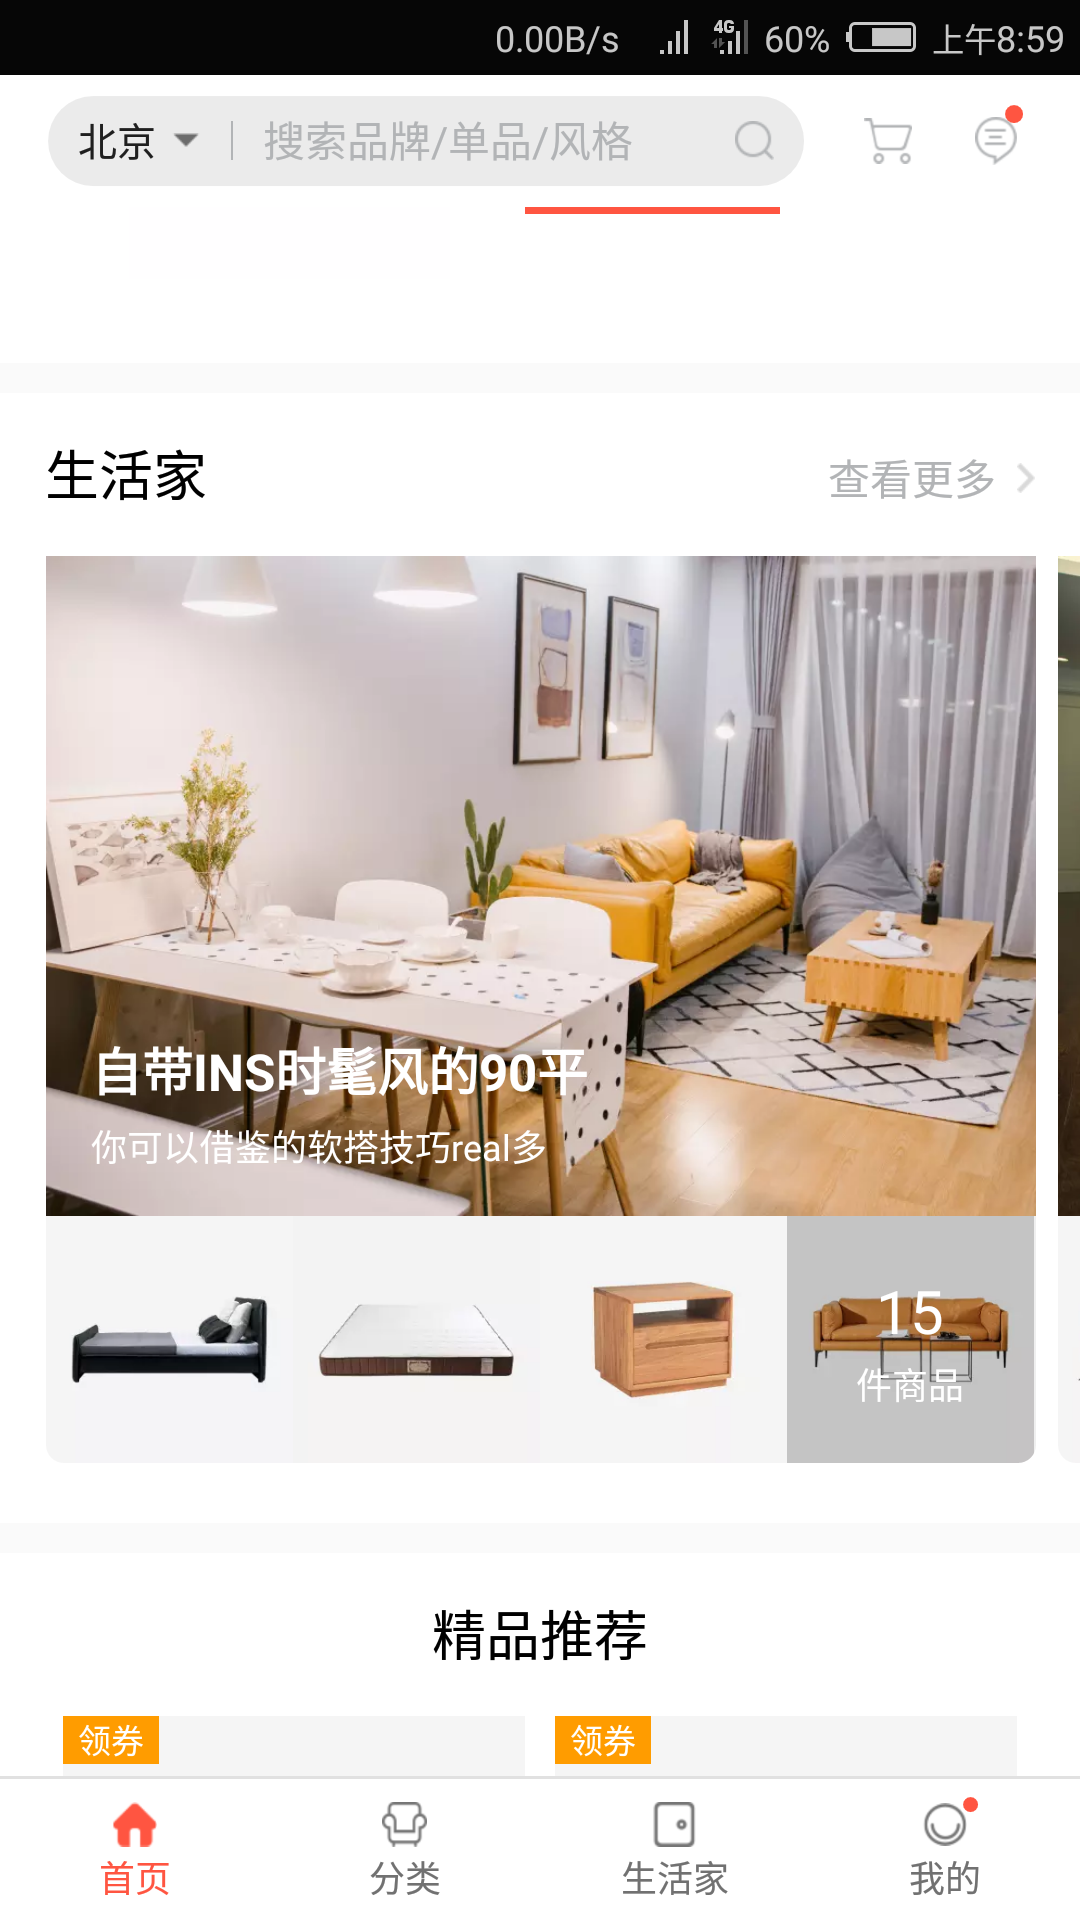 0.00B/s 4G 60% 上午8:59
北京 搜索品牌/单品/风格
生活家 查看更多
自带INS时髦风的90平
你可以借鉴的软搭技巧real多
15
件商品
精品推荐
领券 领券
首页 分类 生活家 我的